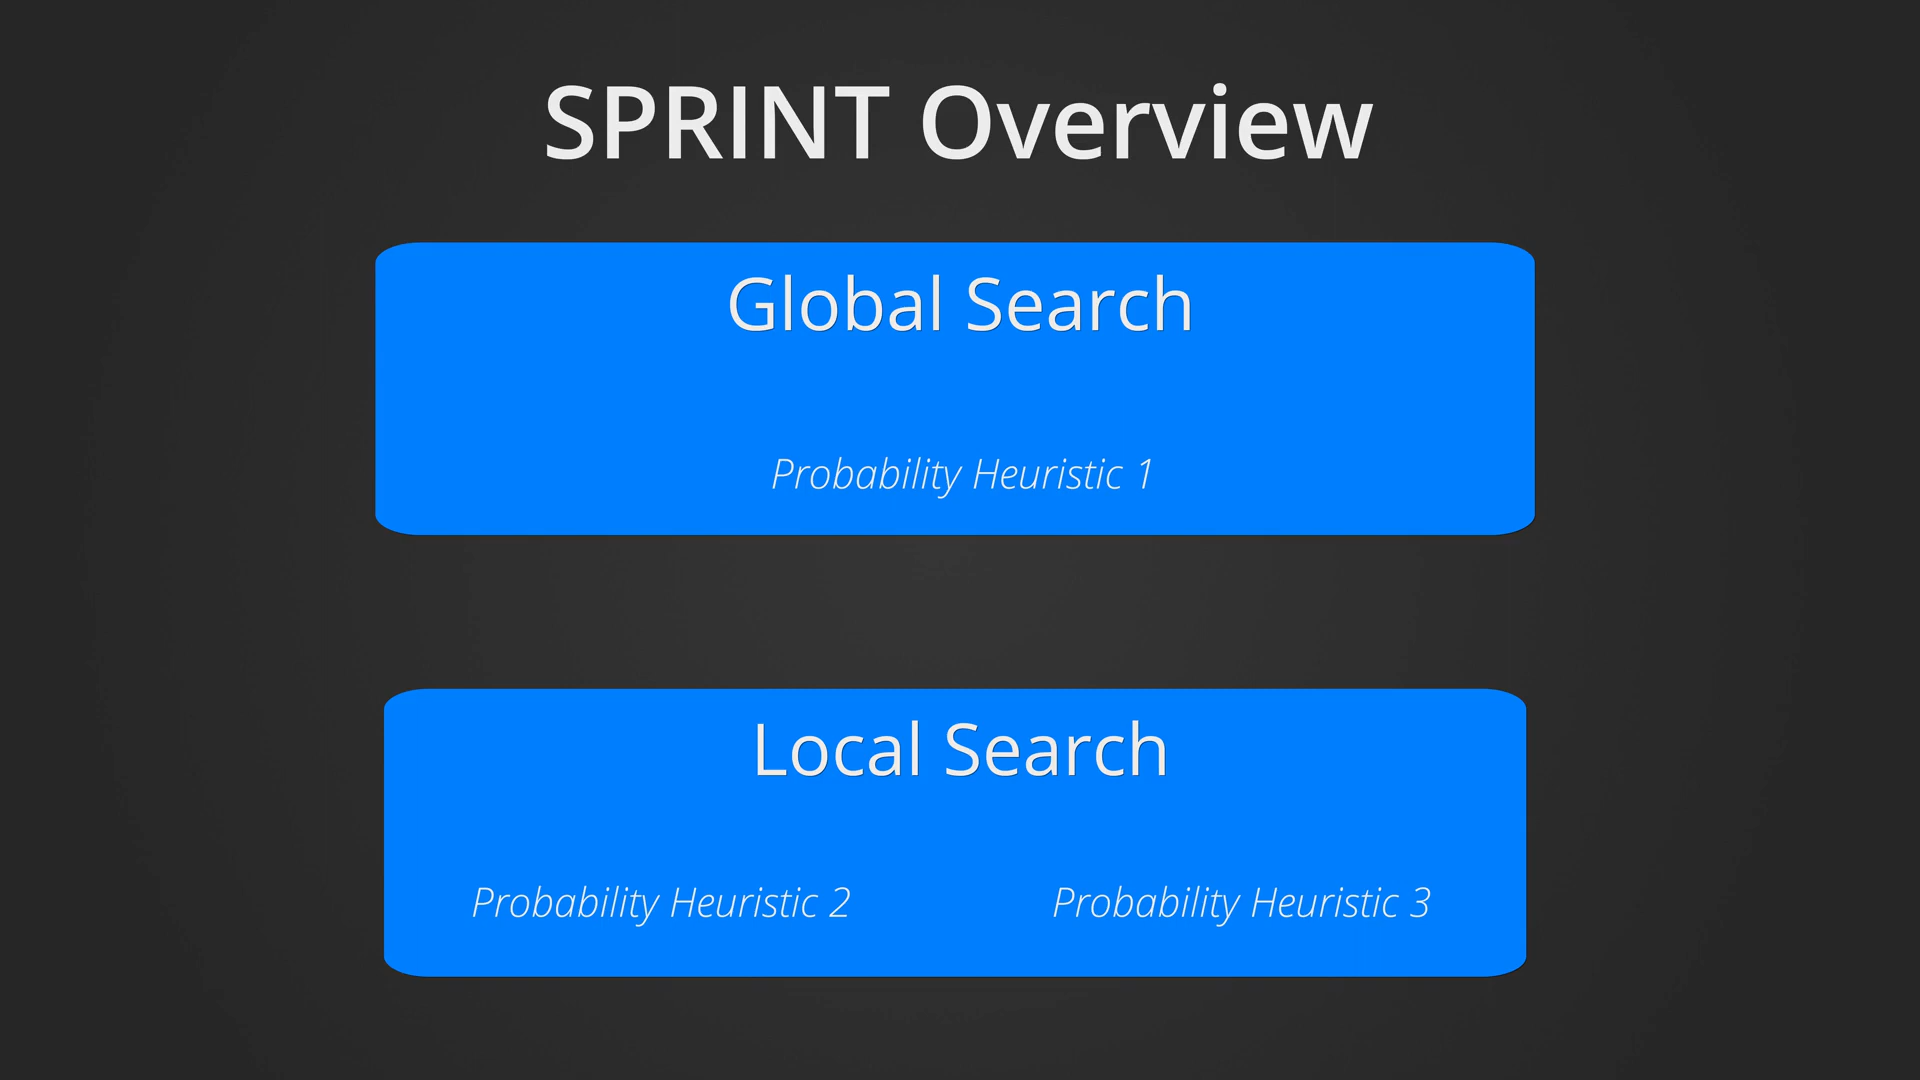 SPRINT Overview
Global Search
Probability Heuristic 1
Local Search
Probability Heuristic 2
Probability Heuristic 3